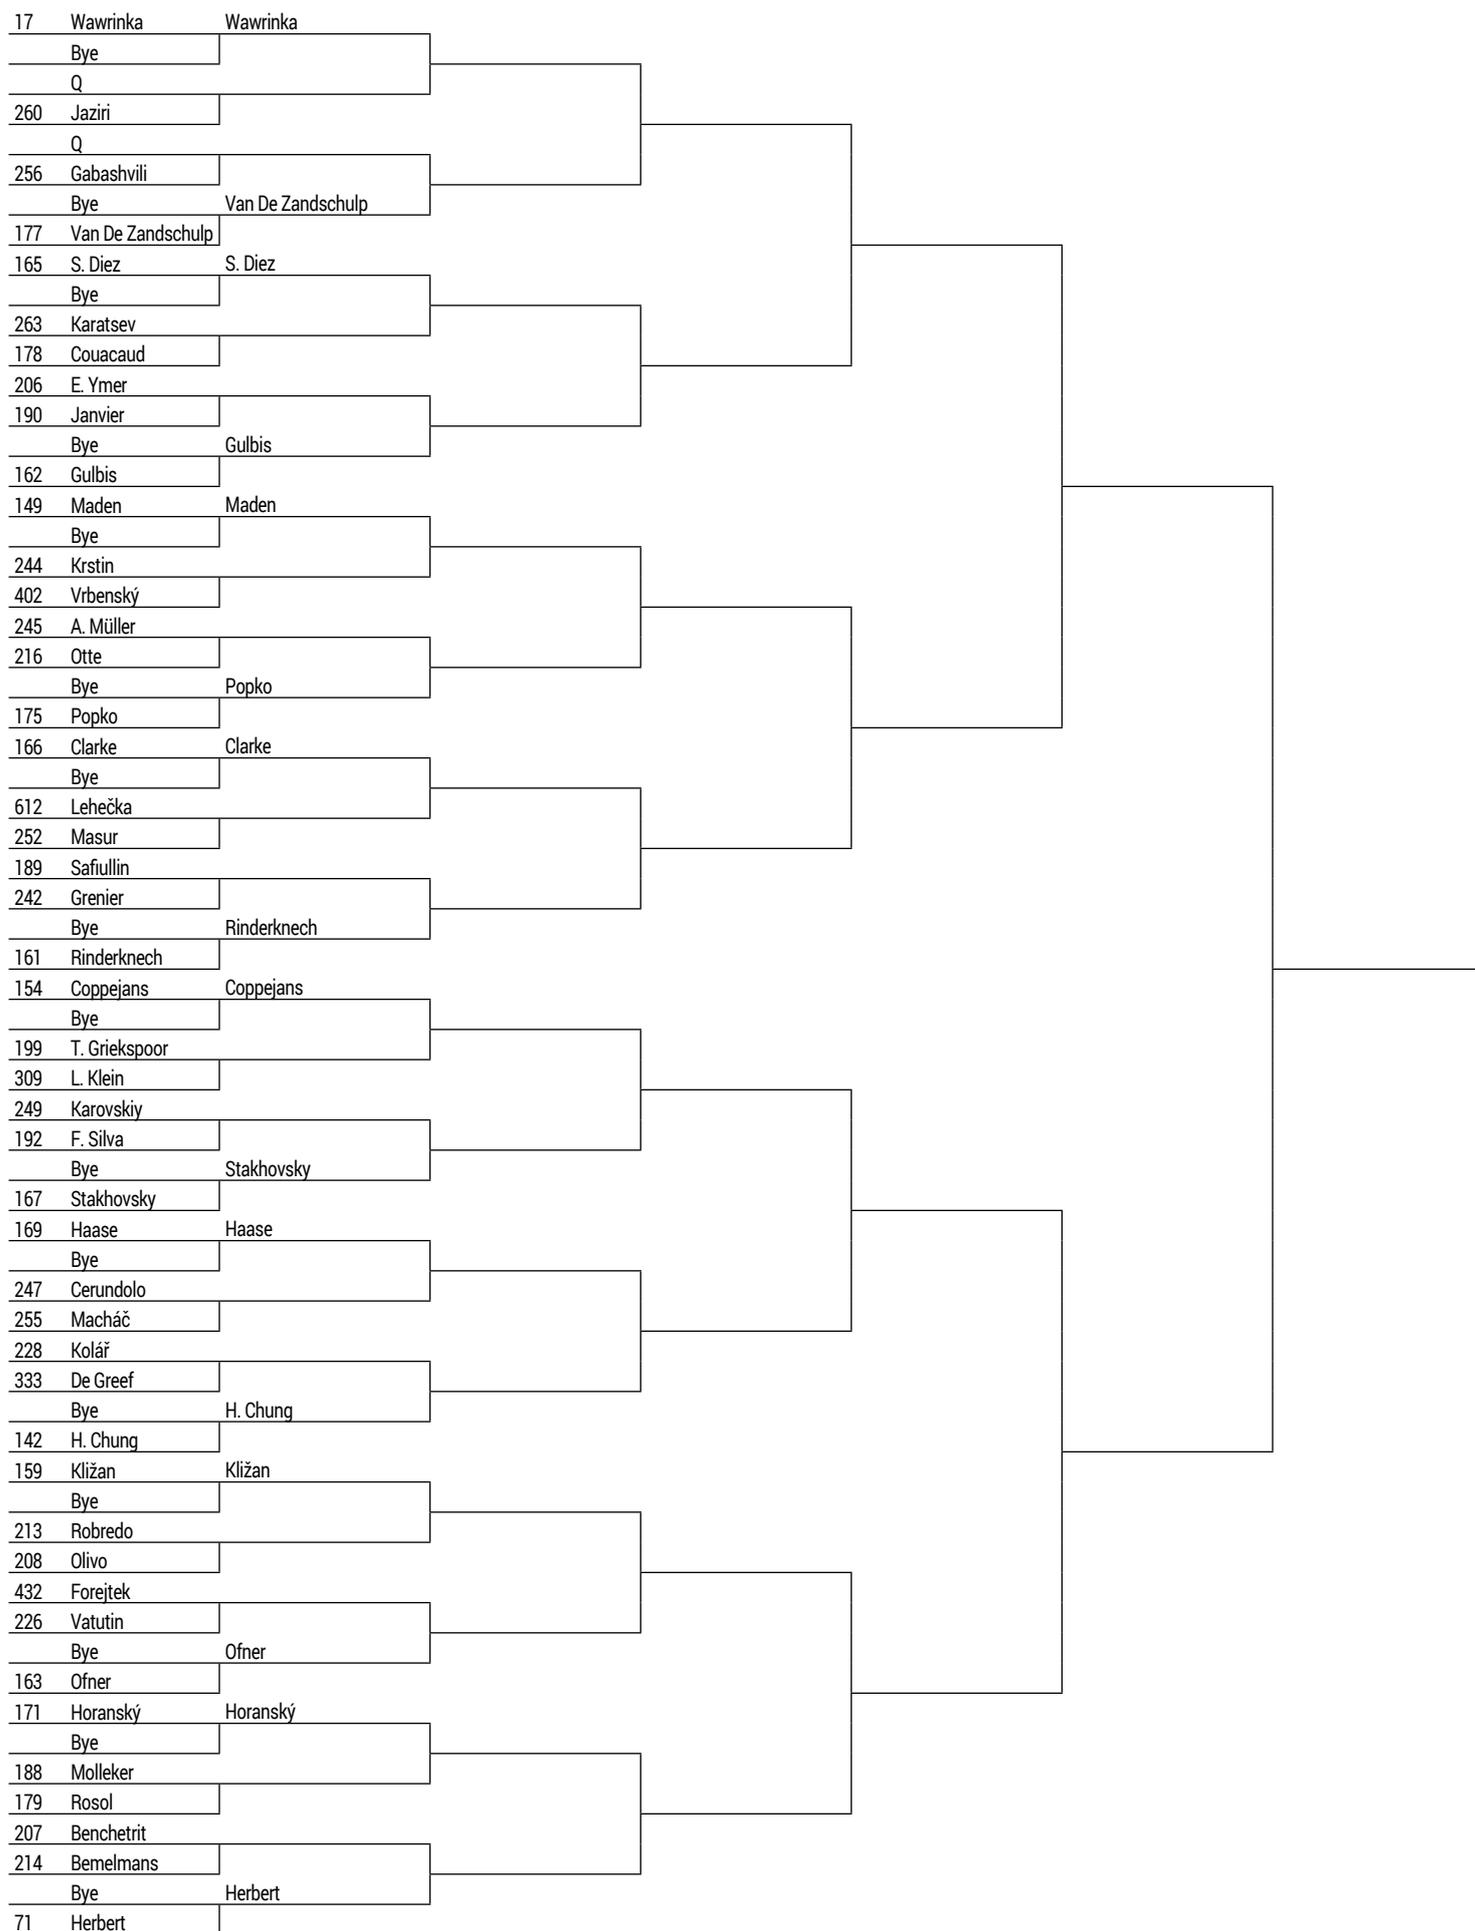 17 Wawrinka Wawrinka
Bye
Q
260 Jaziri
Q
256 Gabashvili
Bye Van De Zandschulp
177 Van De Zandschulp
165 S. Diez S. Diez
Bye
263 Karatsev
178 Couacaud
206 E. Ymer
190 Janvier
Bye Gulbis
162 Gulbis
149 Maden Maden
Bye
244 Krstin
402 Vrbenský
245 A. Müller
216 Otte
Bye Popko
175 Popko
166 Clarke Clarke
Bye
612 Lehečka
252 Masur
189 Safiullin
242 Grenier
Bye Rinderknech
161 Rinderknech
154 Coppejans Coppejans
Bye
199 T. Griekspoor
309 L. Klein
249 Karovskiy
192 F. Silva
Bye Stakhovsky
167 Stakhovsky
169 Haase Haase
Bye
247 Cerundolo
255 Macháč
228 Kolář
333 De Greef
Bye H. Chung
142 H. Chung
159 Kližan Kližan
Bye
213 Robredo
208 Olivo
432 Forejtek
226 Vatutin
Bye Ofner
163 Ofner
171 Horanský Horanský
Bye
188 Molleker
179 Rosol
207 Benchetrit
214 Bemelmans
Bye Herbert
71 Herbert